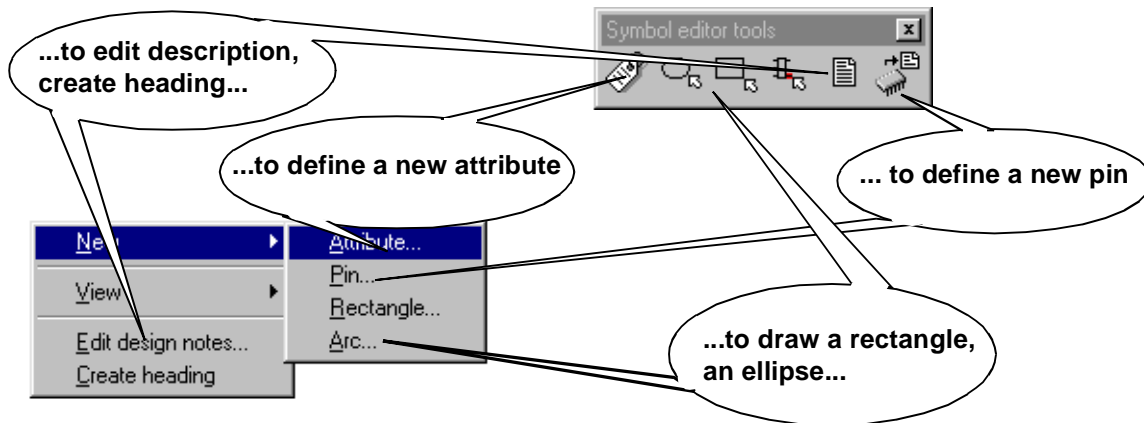 ...to edit description,
create heading...
Symbol editor tools
...to define a new attribute
... to define a new pin
New
View
Edit design notes...
Create heading
Attribute...
Pin...
Rectangle...
Arc...
...to draw a rectangle,
an ellipse...